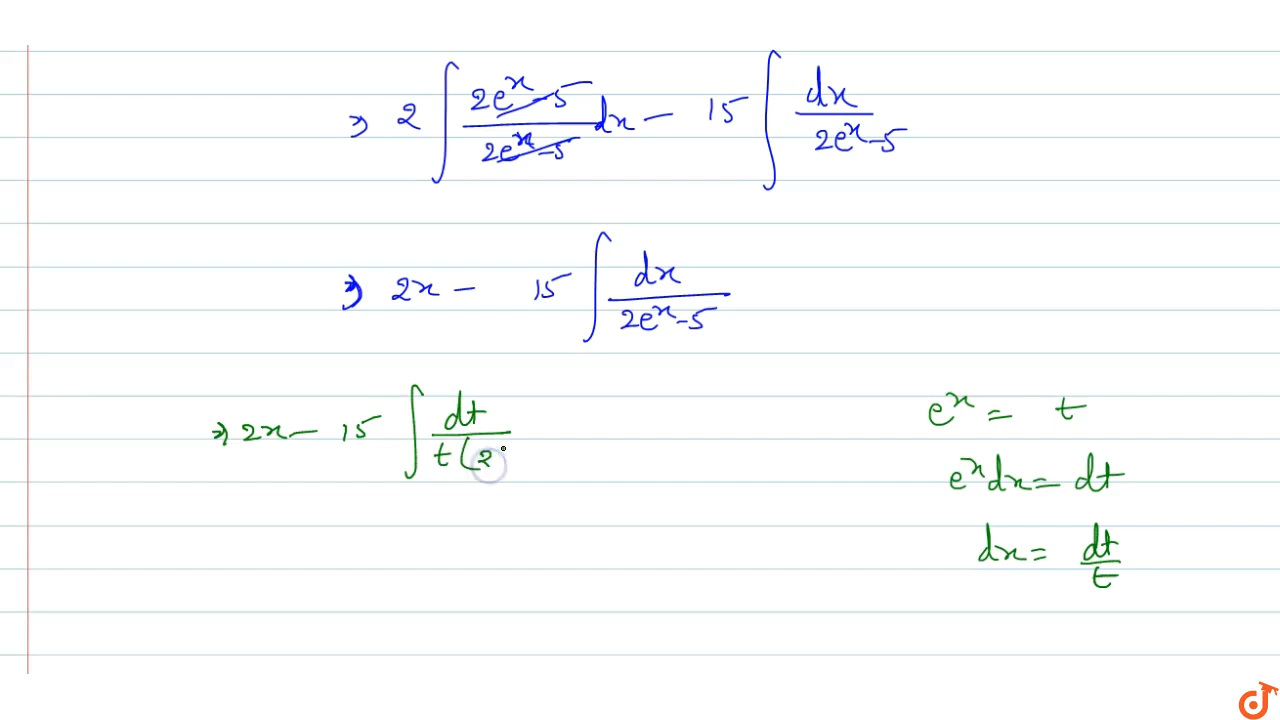 ⇒ 2 ∫ (2eˣ-5)/(2eˣ-5) dx - 15 ∫ dx/(2eˣ-5)
⇒ 2x - 15 ∫ dx/(2eˣ-5)
⇒ 2x - 15 ∫ dt/t(2
eˣ = t
eˣdx = dt
dx = dt/t